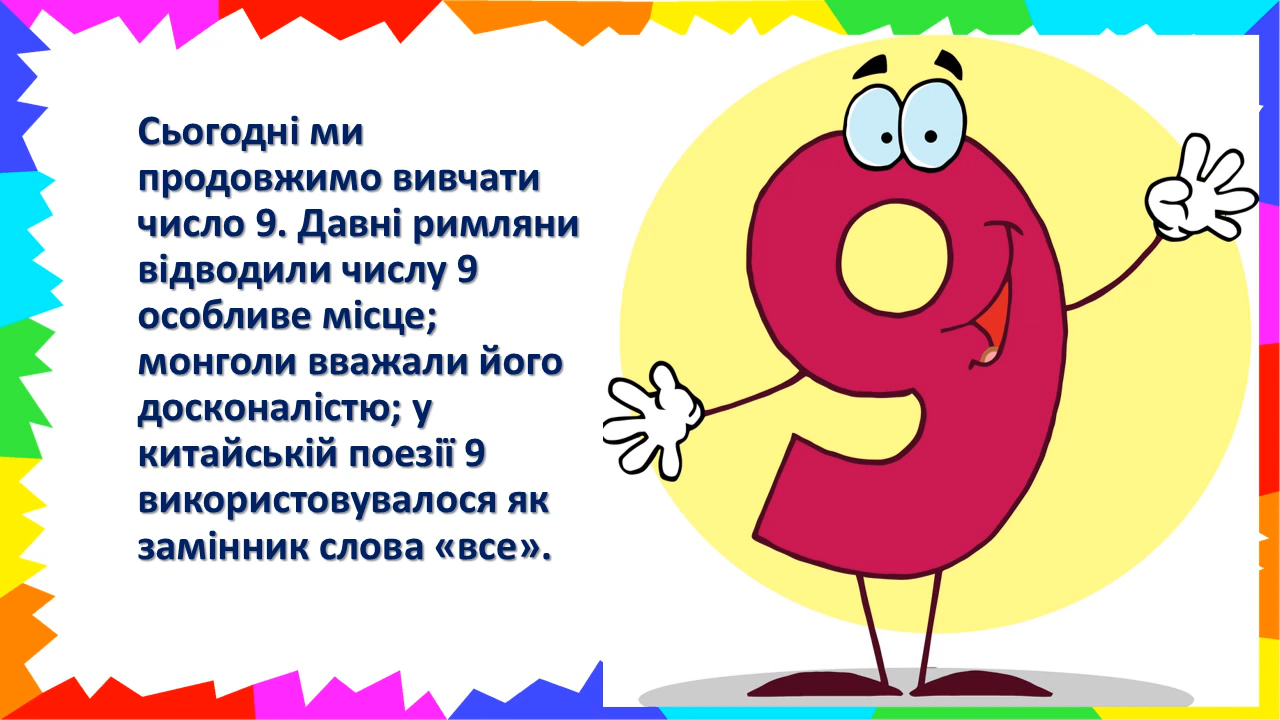 Сьогодні ми
продовжимо вивчати
число 9. Давні римляни
відводили числу 9
особливе місце;
монголи вважали його
досконалістю; у
китайській поезії 9
використовувалося як
замінник слова «все».